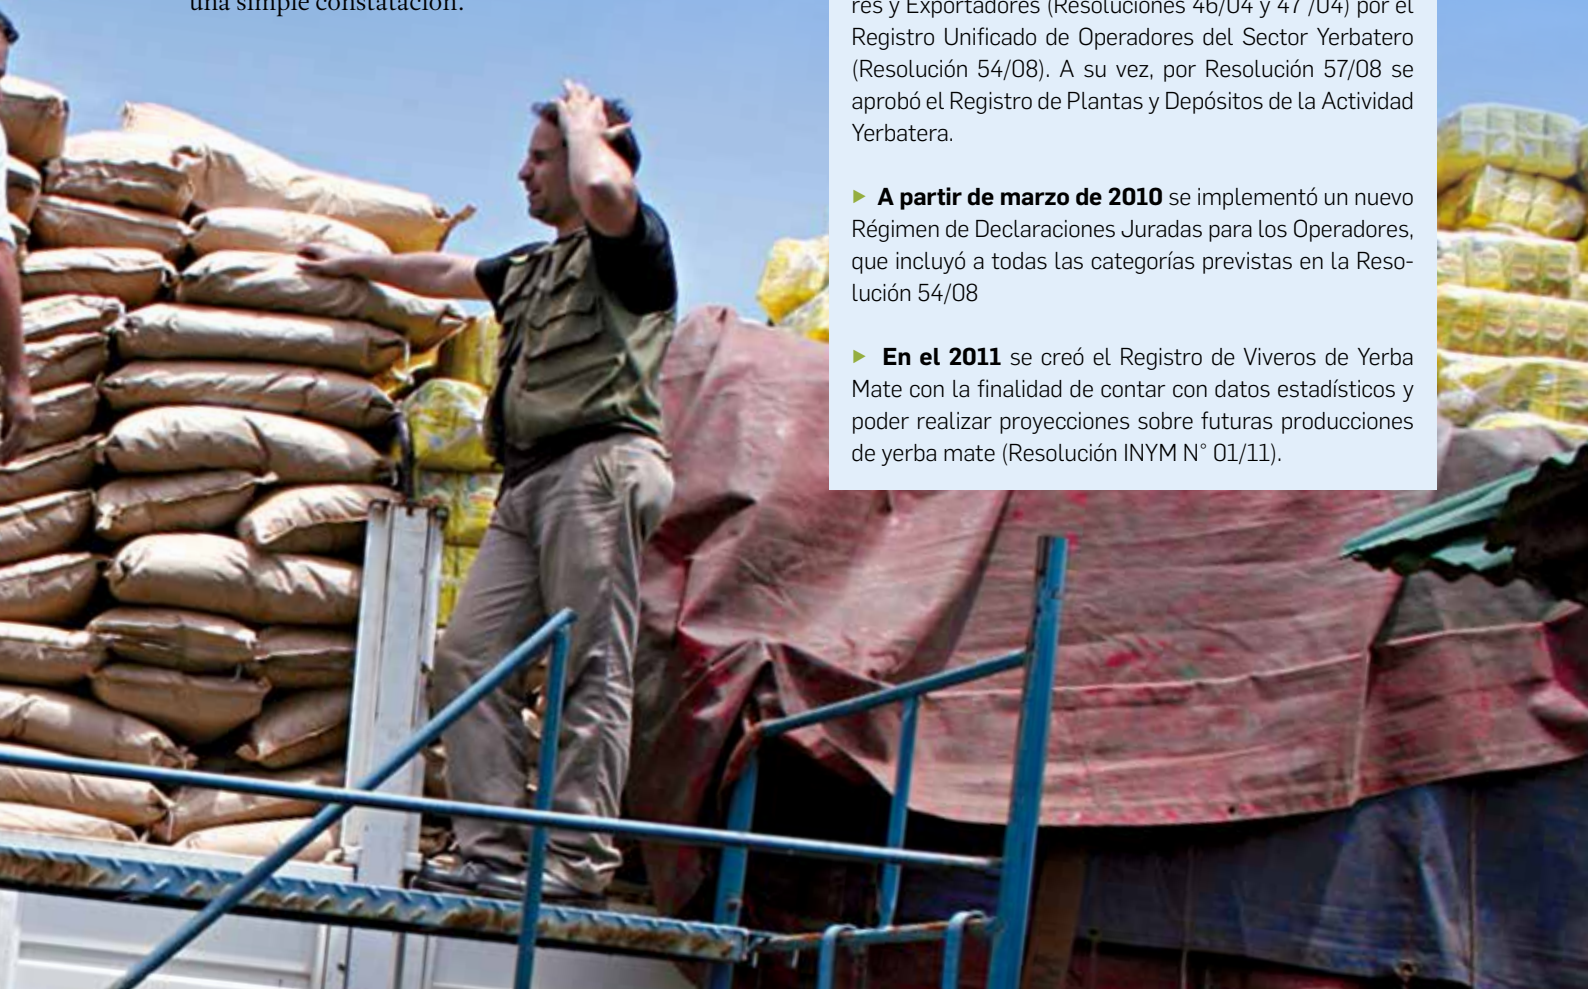 una simple constatación.
res y Exportadores (Resoluciones 46/04 y 47 /04) por el
Registro Unificado de Operadores del Sector Yerbatero
(Resolución 54/08). A su vez, por Resolución 57/08 se
aprobó el Registro de Plantas y Depósitos de la Actividad
Yerbatera.
▸ A partir de marzo de 2010 se implementó un nuevo
Régimen de Declaraciones Juradas para los Operadores,
que incluyó a todas las categorías previstas en la Reso-
lución 54/08
▸ En el 2011 se creó el Registro de Viveros de Yerba
Mate con la finalidad de contar con datos estadísticos y
poder realizar proyecciones sobre futuras producciones
de yerba mate (Resolución INYM N° 01/11).